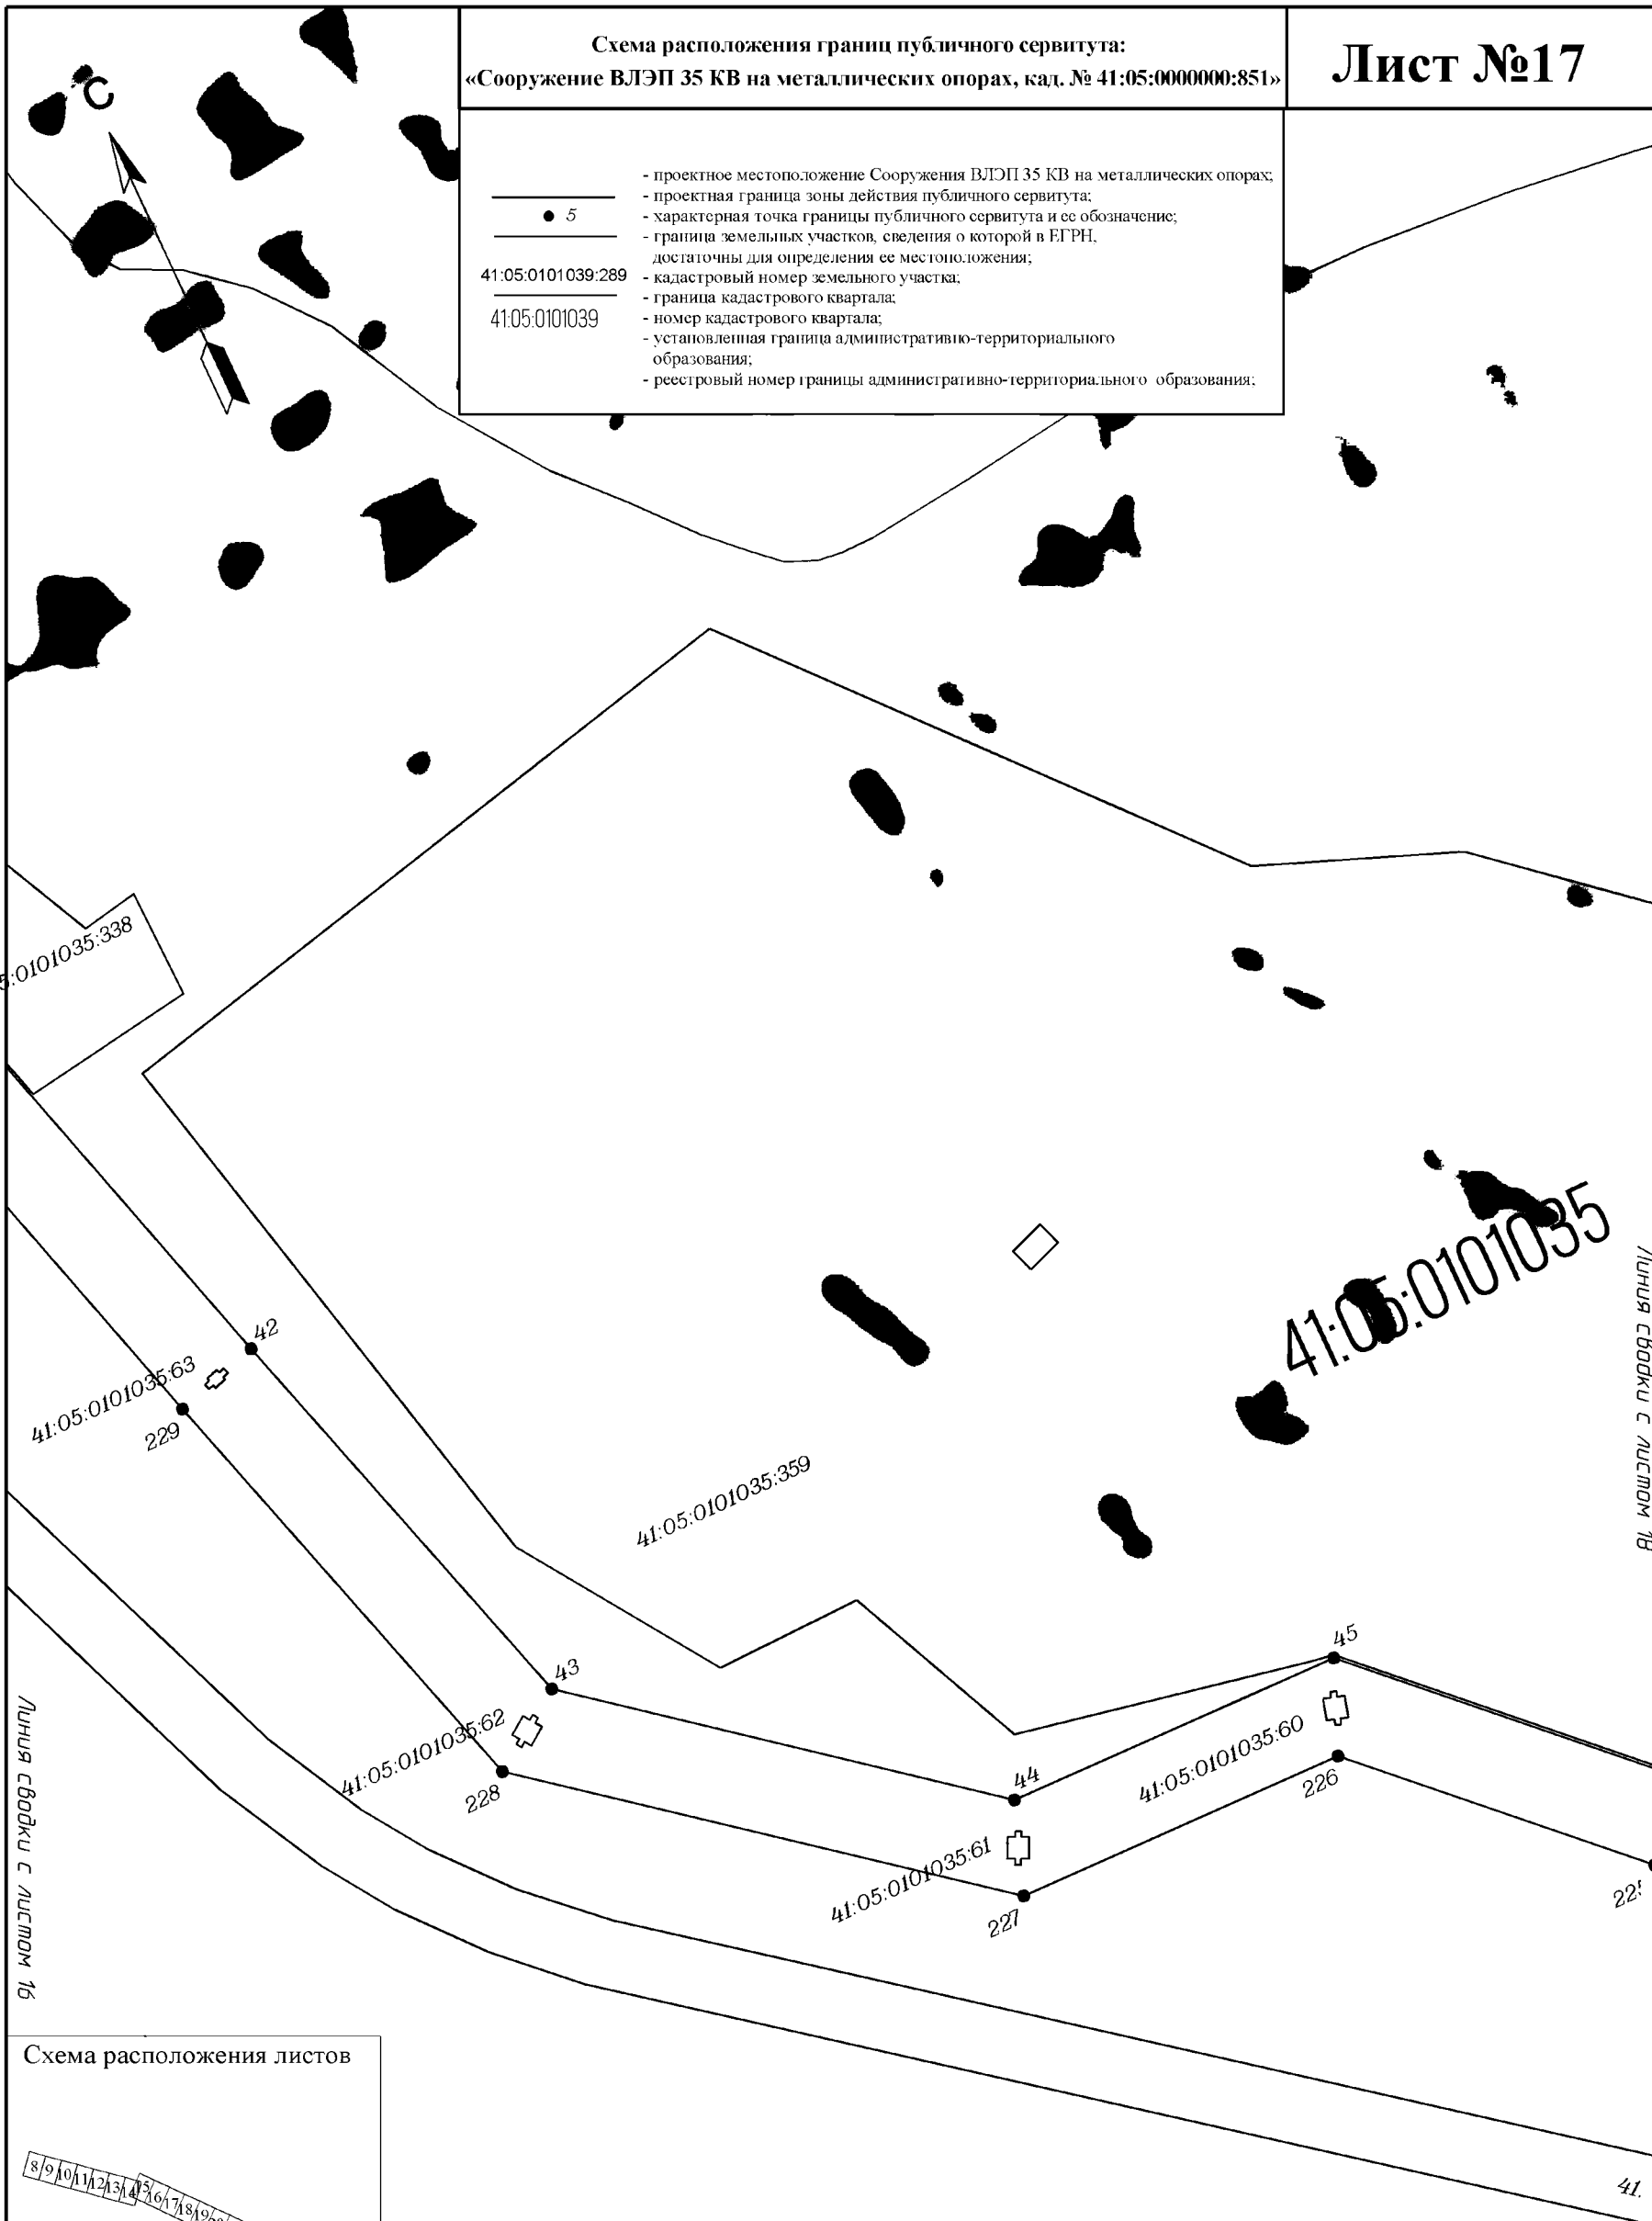 Схема расположения границ публичного сервитута:
«Сооружение ВЛЭП 35 КВ на металлических опорах, кад. № 41:05:0000000:851»
Лист №17
С
- проектное местоположение Сооружения ВЛЭП 35 КВ на металлических опорах;
- проектная граница зоны действия публичного сервитута;
5 - характерная точка границы публичного сервитута и ее обозначение;
- граница земельных участков, сведения о которой в ЕГРН,
достаточны для определения ее местоположения;
41:05:0101039:289 - кадастровый номер земельного участка;
- граница кадастрового квартала;
41:05:0101039 - номер кадастрового квартала;
- установленная граница административно-территориального
образования;
- реестровый номер границы административно-территориального образования;
5:0101035:338
41:05:0101035
Линия сводки с листом 18
42
41:05:0101035:63
229
41:05:0101035:359
45
43
41:05:0101035:62
41:05:0101035:60
44
228
226
41:05:0101035:61
227
Линия сводки с листом 16
Схема расположения листов
8 9 10 11 12 13 14 15 16 17 18 19
41: